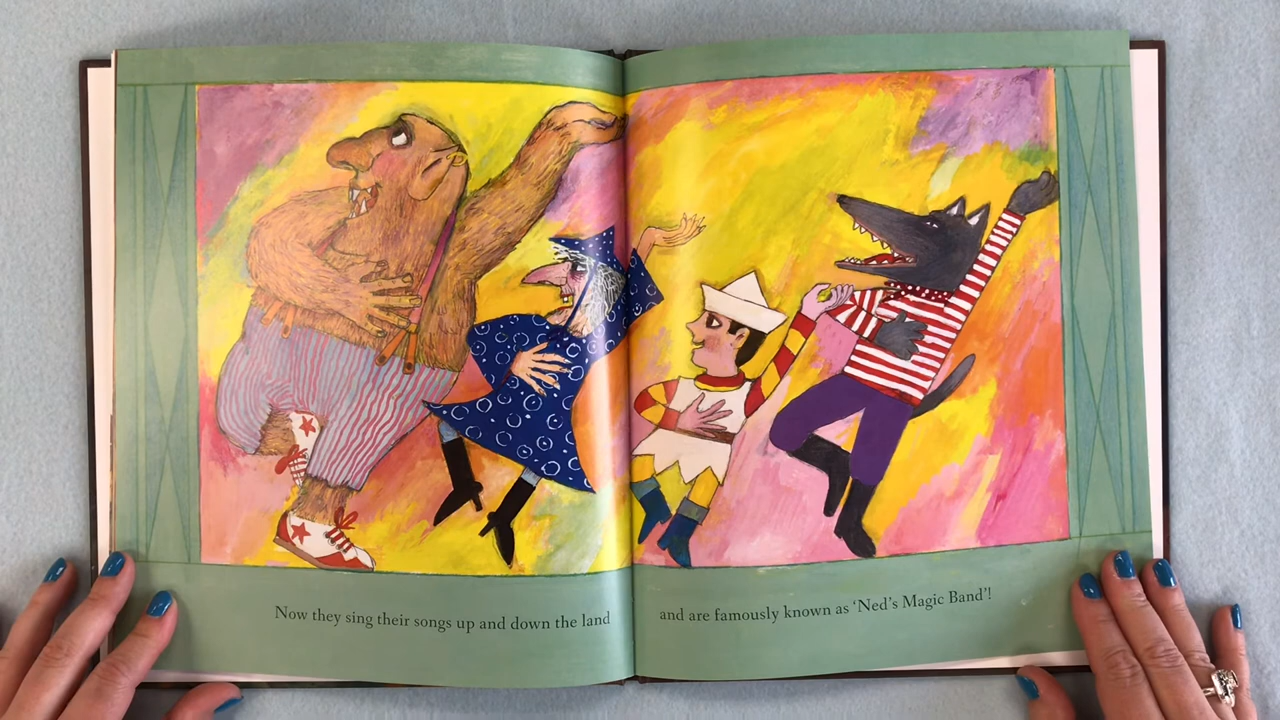 Now they sing their songs up and down the land
and are famously known as ‘Ned’s Magic Band’!